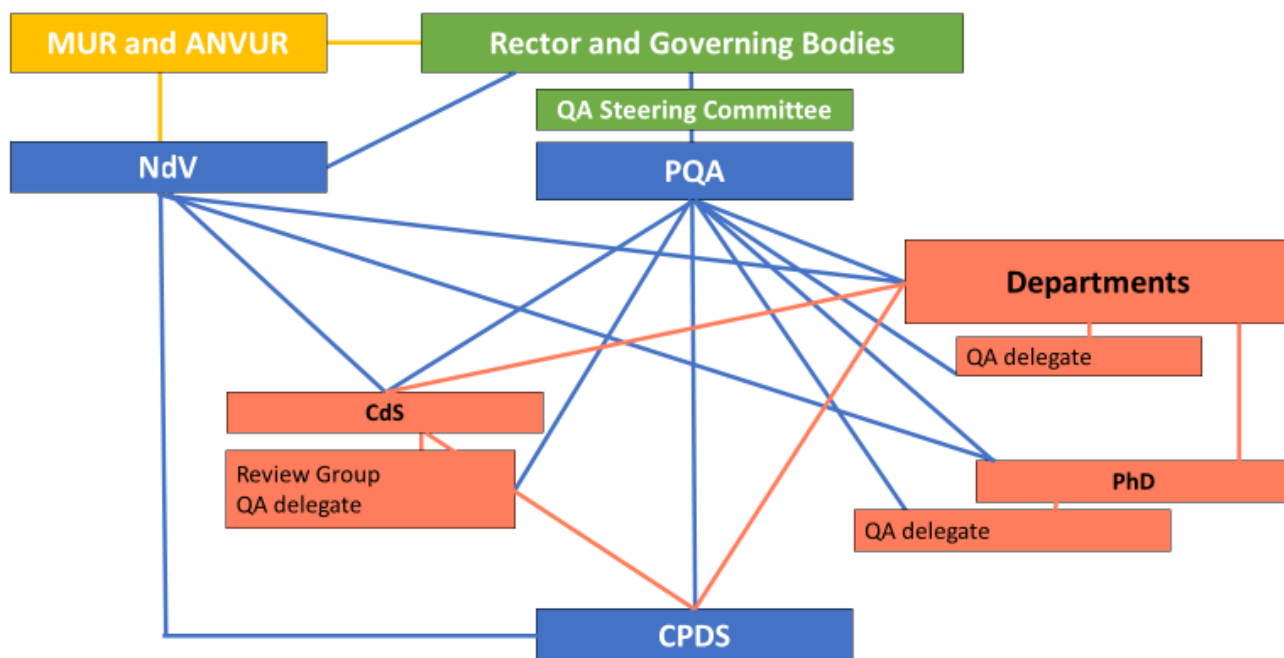 MUR and ANVUR
Rector and Governing Bodies
QA Steering Committee
NdV
PQA
Departments
QA delegate
CdS
Review Group
QA delegate
PhD
QA delegate
CPDS